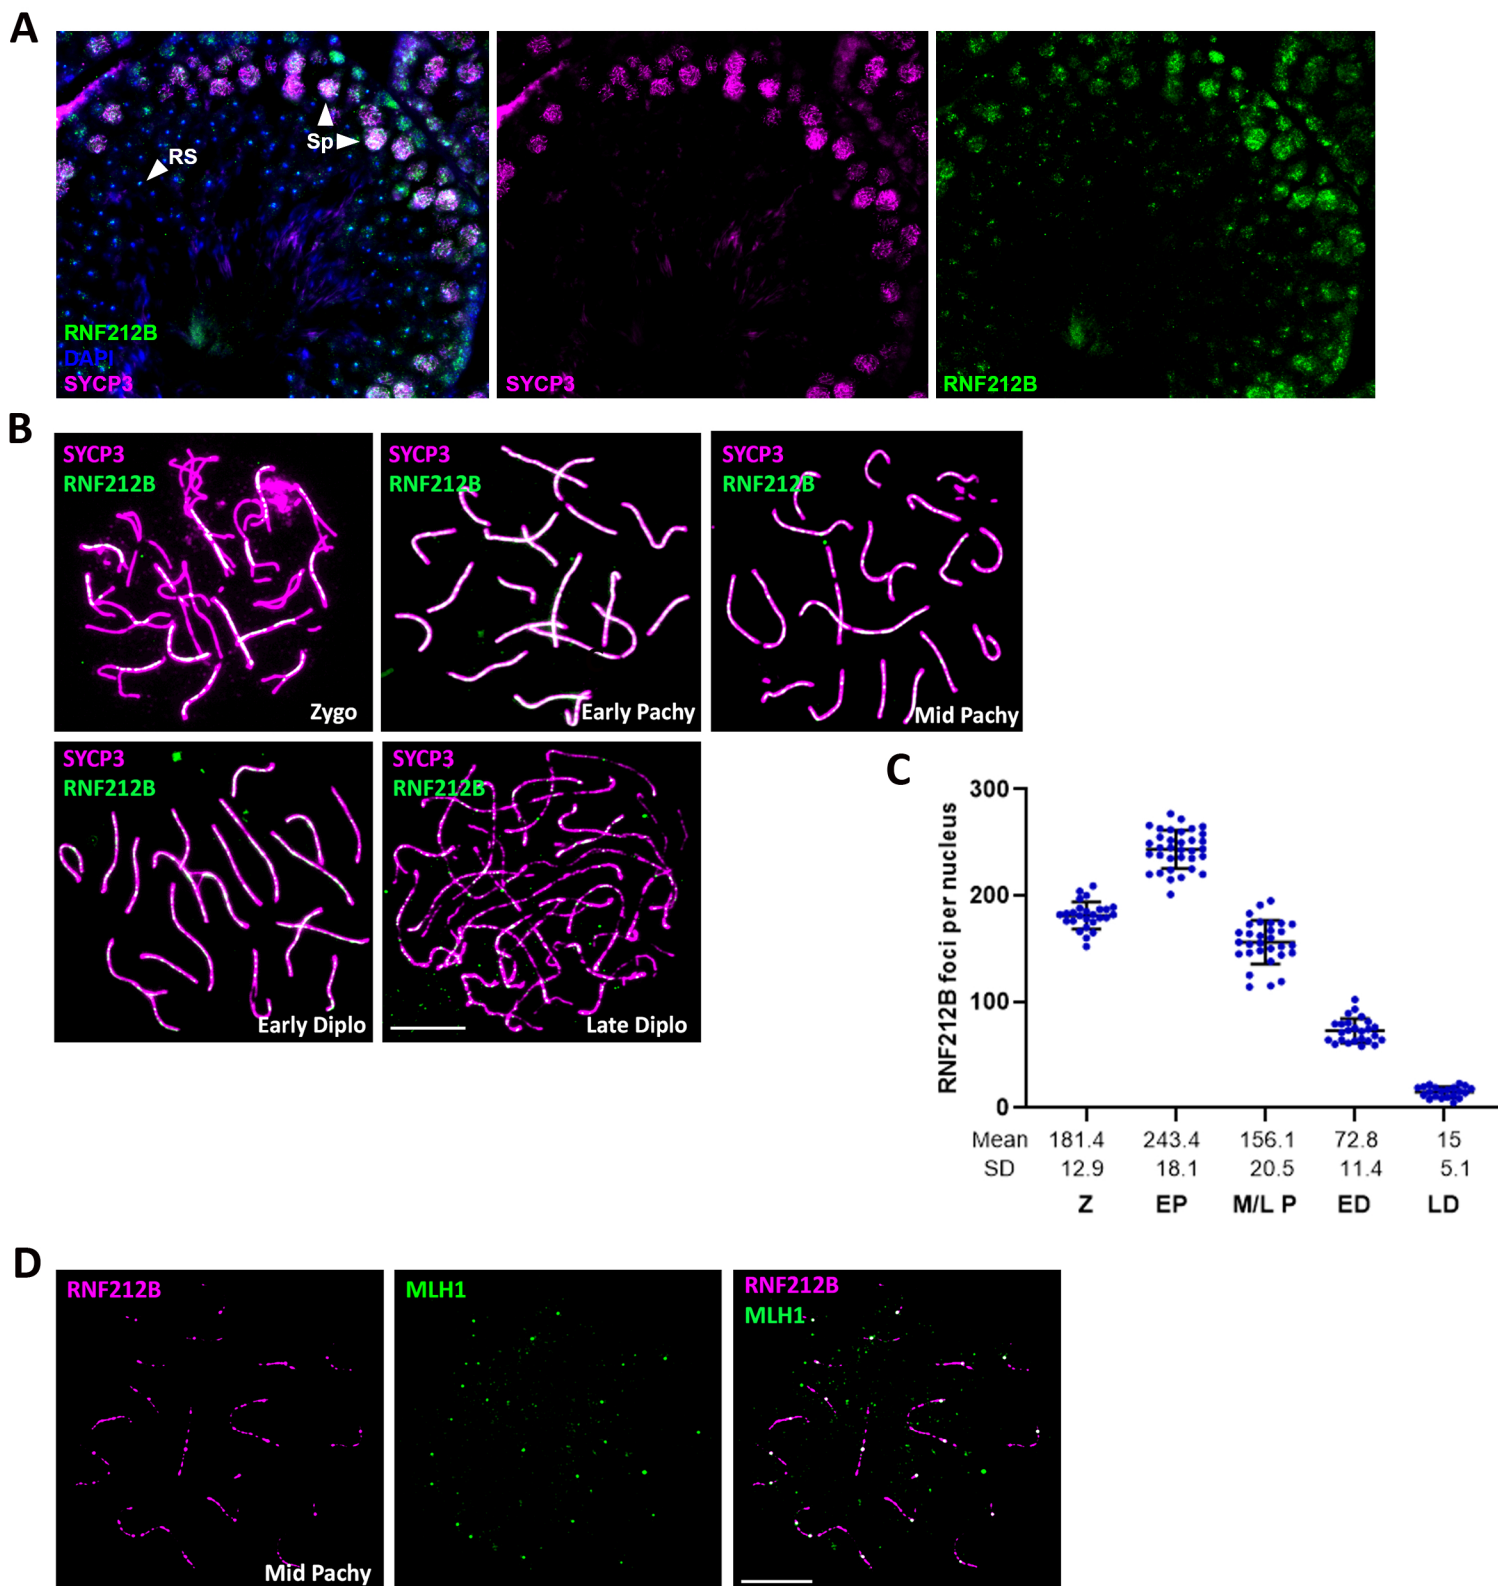 A
RS
Sp
RNF212B
DAPI
SYCP3
SYCP3
RNF212B
B
SYCP3
RNF212B
Zygo
SYCP3
RNF212B
Early Pachy
SYCP3
RNF212B
Mid Pachy
SYCP3
RNF212B
Early Diplo
SYCP3
RNF212B
Late Diplo
C
RNF212B foci per nucleus
300
200
100
0
Mean 181.4 243.4 156.1 72.8 15
SD 12.9 18.1 20.5 11.4 5.1
Z EP M/L P ED LD
D
RNF212B
Mid Pachy
MLH1
RNF212B
MLH1